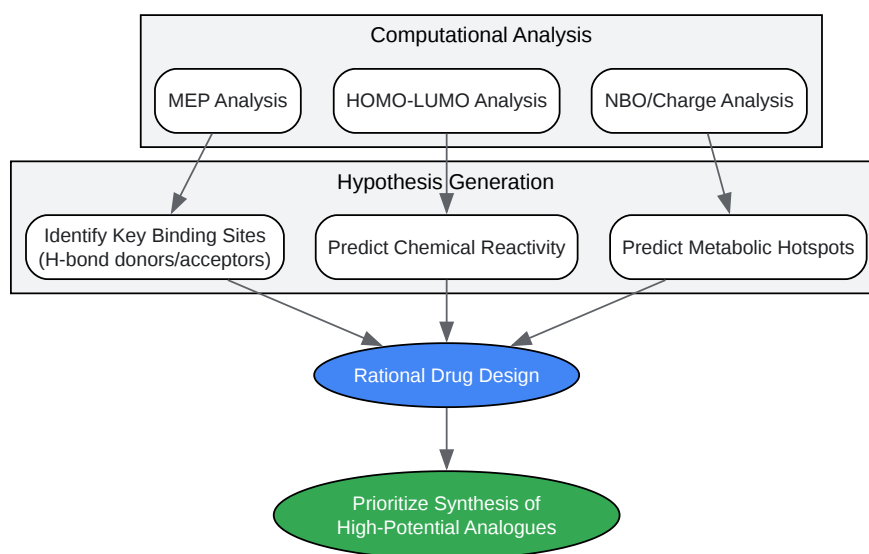 Computational Analysis
MEP Analysis
HOMO-LUMO Analysis
NBO/Charge Analysis
Hypothesis Generation
Identify Key Binding Sites
(H-bond donors/acceptors)
Predict Chemical Reactivity
Predict Metabolic Hotspots
Rational Drug Design
Prioritize Synthesis of
High-Potential Analogues